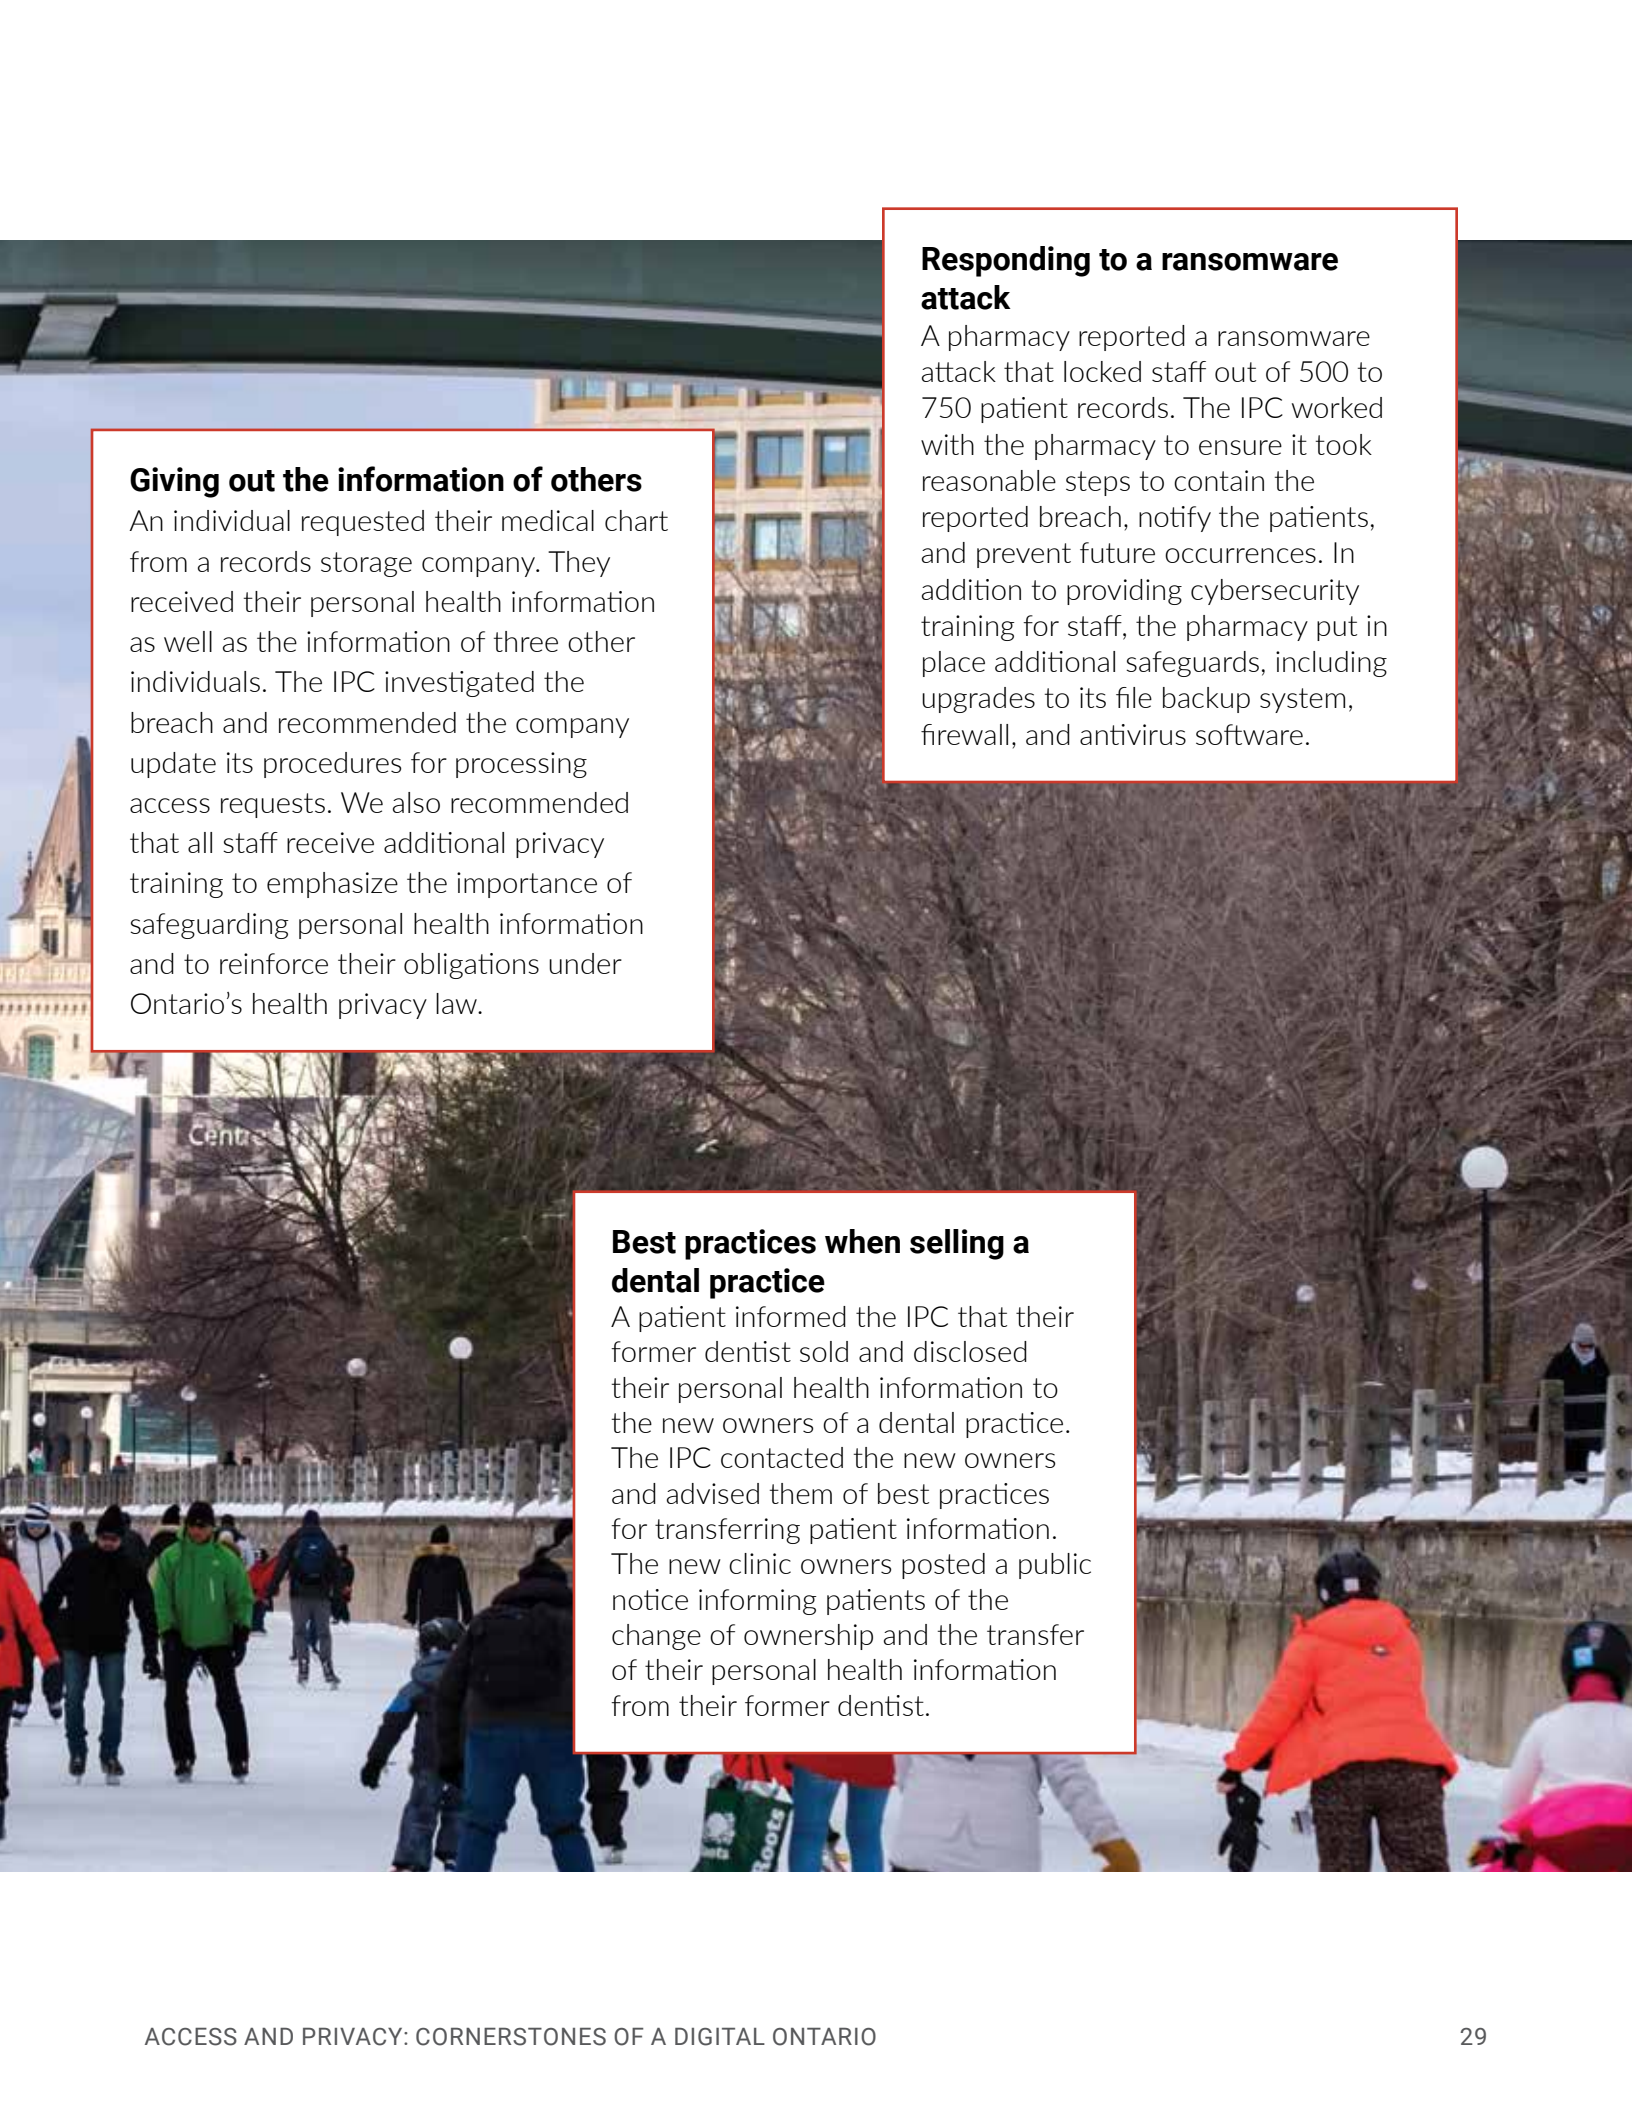 Responding to a ransomware
attack
A pharmacy reported a ransomware
attack that locked staff out of 500 to
750 patient records. The IPC worked
with the pharmacy to ensure it took
reasonable steps to contain the
reported breach, notify the patients,
and prevent future occurrences. In
addition to providing cybersecurity
training for staff, the pharmacy put in
place additional safeguards, including
upgrades to its file backup system,
firewall, and antivirus software.
Giving out the information of others
An individual requested their medical chart
from a records storage company. They
received their personal health information
as well as the information of three other
individuals. The IPC investigated the
breach and recommended the company
update its procedures for processing
access requests. We also recommended
that all staff receive additional privacy
training to emphasize the importance of
safeguarding personal health information
and to reinforce their obligations under
Ontario’s health privacy law.
Best practices when selling a
dental practice
A patient informed the IPC that their
former dentist sold and disclosed
their personal health information to
the new owners of a dental practice.
The IPC contacted the new owners
and advised them of best practices
for transferring patient information.
The new clinic owners posted a public
notice informing patients of the
change of ownership and the transfer
of their personal health information
from their former dentist.
Roots
ACCESS AND PRIVACY: CORNERSTONES OF A DIGITAL ONTARIO
29